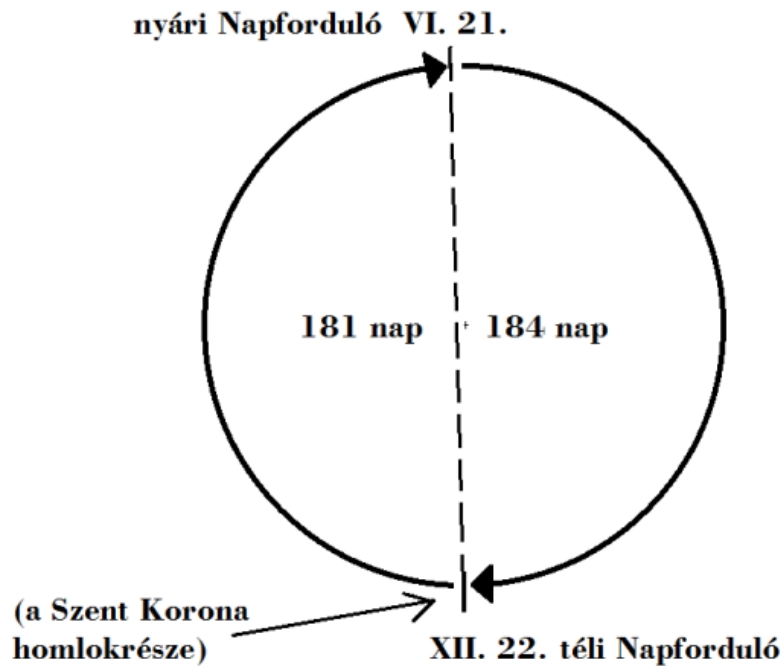 nyári Napforduló VI. 21.
181 nap
184 nap
(a Szent Korona
homlokrésze)
XII. 22. téli Napforduló